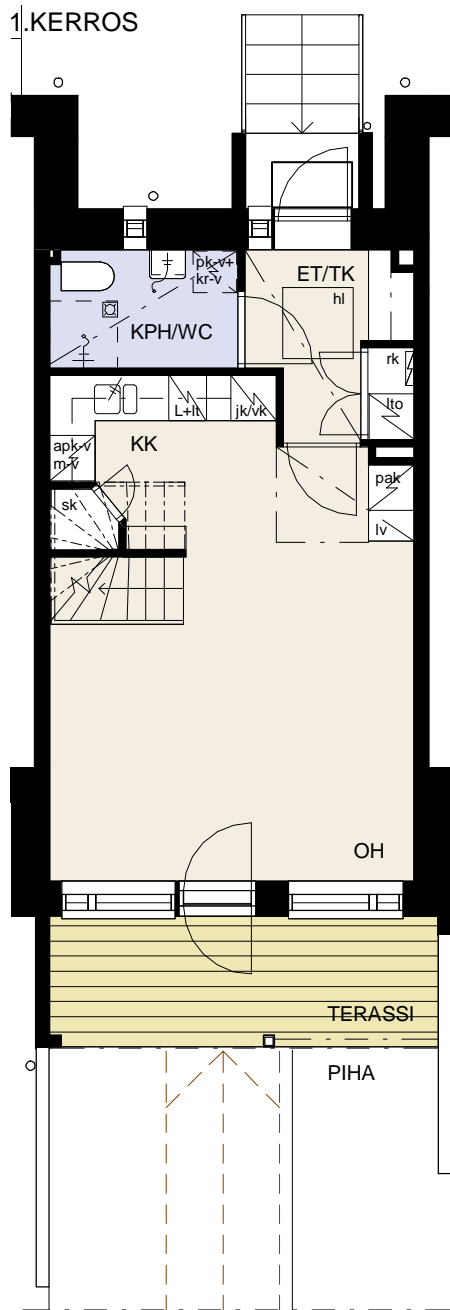 1.KERROS
pk-v+
kr-v
ET/TK
hl
KPH/WC
rk
lto
L+lt
jk/vk
apk-v
m-v
KK
pak
sk
lv
OH
TERASSI
PIHA